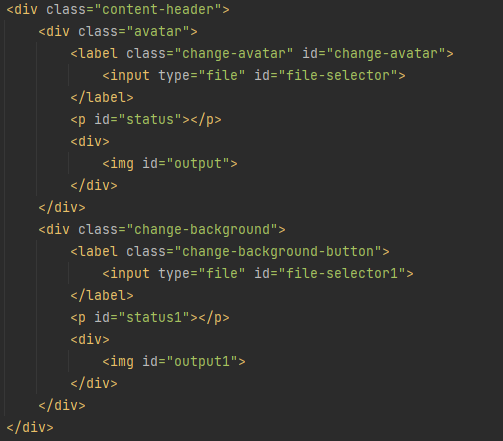 <div class="content-header">
    <div class="avatar">
        <label class="change-avatar" id="change-avatar">
            <input type="file" id="file-selector">
        </label>
        <p id="status"></p>
        <div>
            <img id="output">
        </div>
    </div>
    <div class="change-background">
        <label class="change-background-button">
            <input type="file" id="file-selector1">
        </label>
        <p id="status1"></p>
        <div>
            <img id="output1">
        </div>
    </div>
</div>